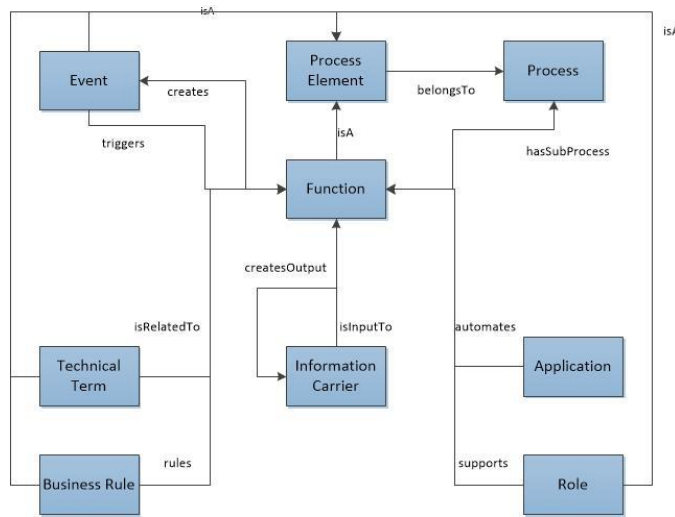 isA
isA
Event
Process
Element
Process
creates
belongsTo
triggers
isA
hasSubProcess
Function
createsOutput
isRelatedTo
isInputTo
automates
Technical
Term
Information
Carrier
Application
rules
supports
Business Rule
Role